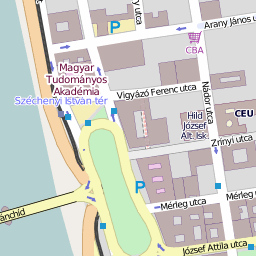 y utca
Arany János u
P
CBA
Magyar
Tudományos
Akadémia
Vigyázó Ferenc utca
Széchenyi István tér
Nádor utca
Hild
József
Ált. Isk.
CEU
Zrínyi utca
P
Mérleg utca
Mérleg u
ánchíd
József Attila utca
P